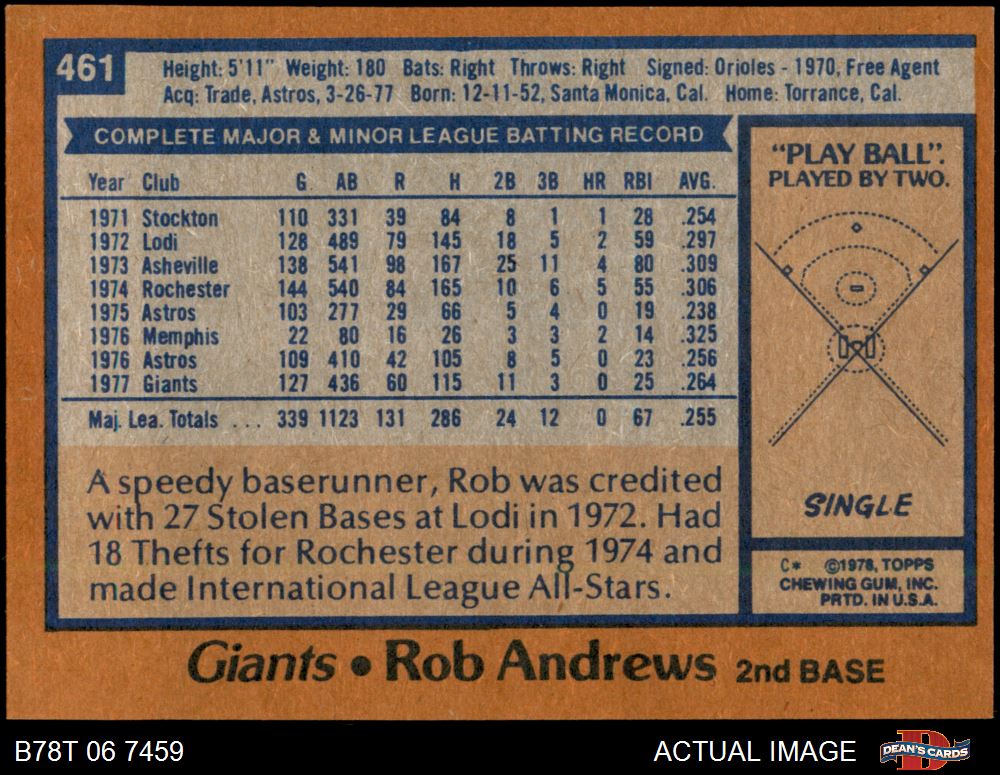 461
Height: 5'11" Weight: 180 Bats: Right Throws: Right Signed: Orioles - 1970, Free Agent
Acq: Trade, Astros, 3-26-77 Born: 12-11-52, Santa Monica, Cal. Home: Torrance, Cal.
COMPLETE MAJOR & MINOR LEAGUE BATTING RECORD
Year Club G AB R H 2B 3B HR RBI AVG.
1971 Stockton 110 331 39 84 8 1 1 28 .254
1972 Lodi 128 489 79 145 18 5 2 59 .297
1973 Asheville 138 541 98 167 25 11 4 80 .309
1974 Rochester 144 540 84 165 10 6 5 55 .306
1975 Astros 103 277 29 66 5 4 0 19 .238
1976 Memphis 22 80 16 26 3 3 2 14 .325
1976 Astros 109 410 42 105 8 5 0 23 .256
1977 Giants 127 436 60 115 11 3 0 25 .264
Maj. Lea. Totals ... 339 1123 131 286 24 12 0 67 .255
A speedy baserunner, Rob was credited
with 27 Stolen Bases at Lodi in 1972. Had
18 Thefts for Rochester during 1974 and
made International League All-Stars.
"PLAY BALL".
PLAYED BY TWO.
SINGLE
C* ©1978, TOPPS
CHEWING GUM, INC.
PRTD. IN U.S.A.
Giants • Rob Andrews 2nd BASE
B78T 06 7459
ACTUAL IMAGE
D
DEAN'S CARDS